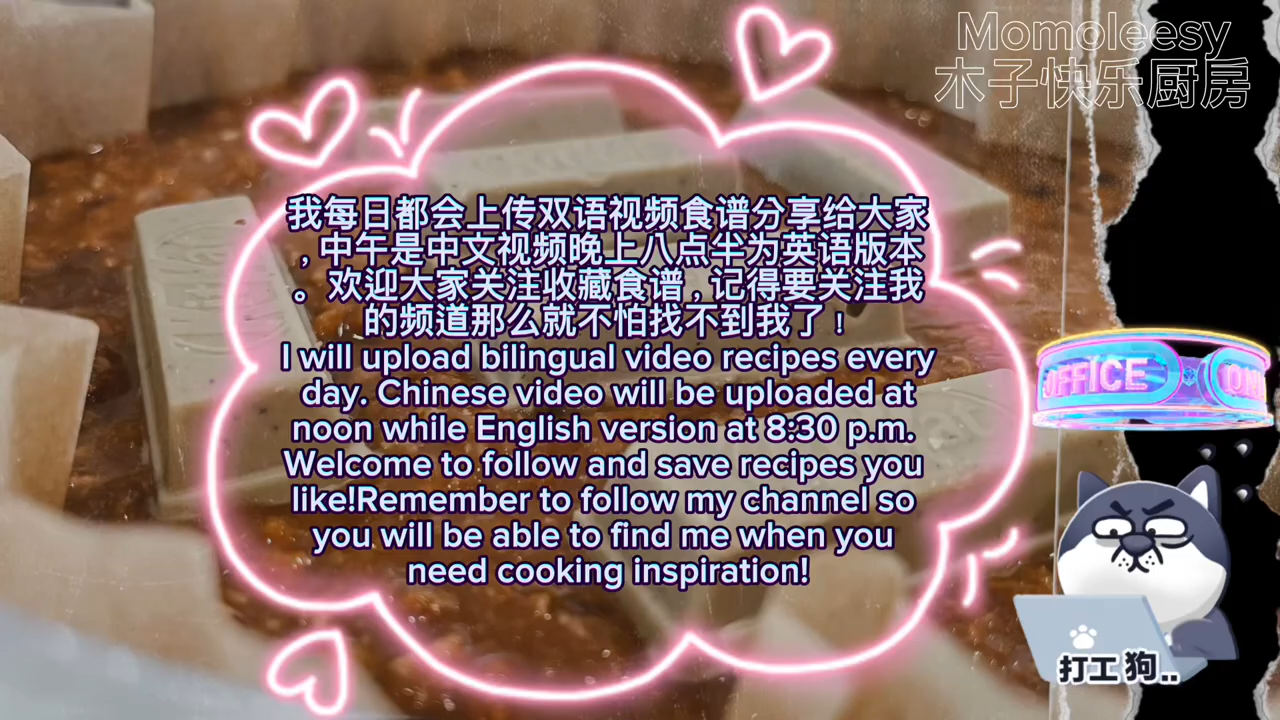 Momoleesy
木子快乐厨房
我每日都会上传双语视频食谱分享给大家
，中午是中文视频晚上八点半为英语版本
。欢迎大家关注收藏食谱，记得要关注我
的频道那么就不怕找不到我了！
I will upload bilingual video recipes every
day. Chinese video will be uploaded at
noon while English version at 8:30 p.m.
Welcome to follow and save recipes you
like!Remember to follow my channel so
you will be able to find me when you
need cooking inspiration!
OFFICE
打工狗..